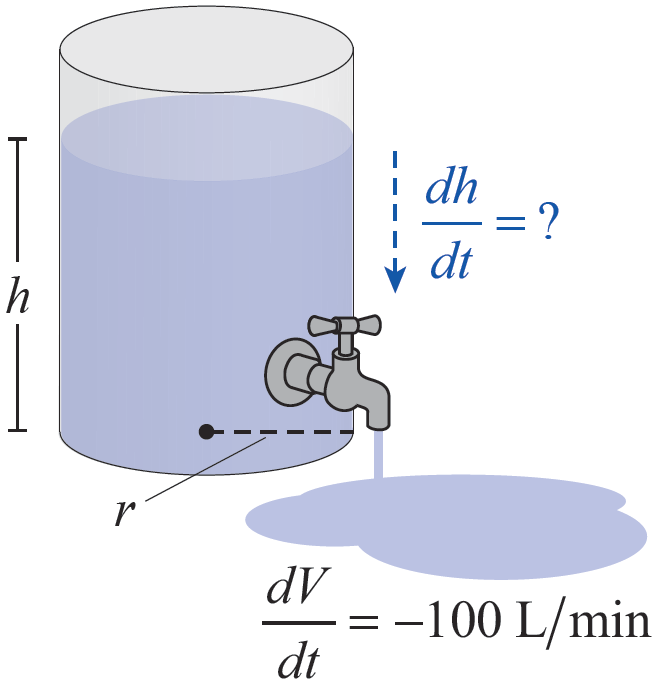 dh/dt = ?
h
r
dV/dt = −100 L/min